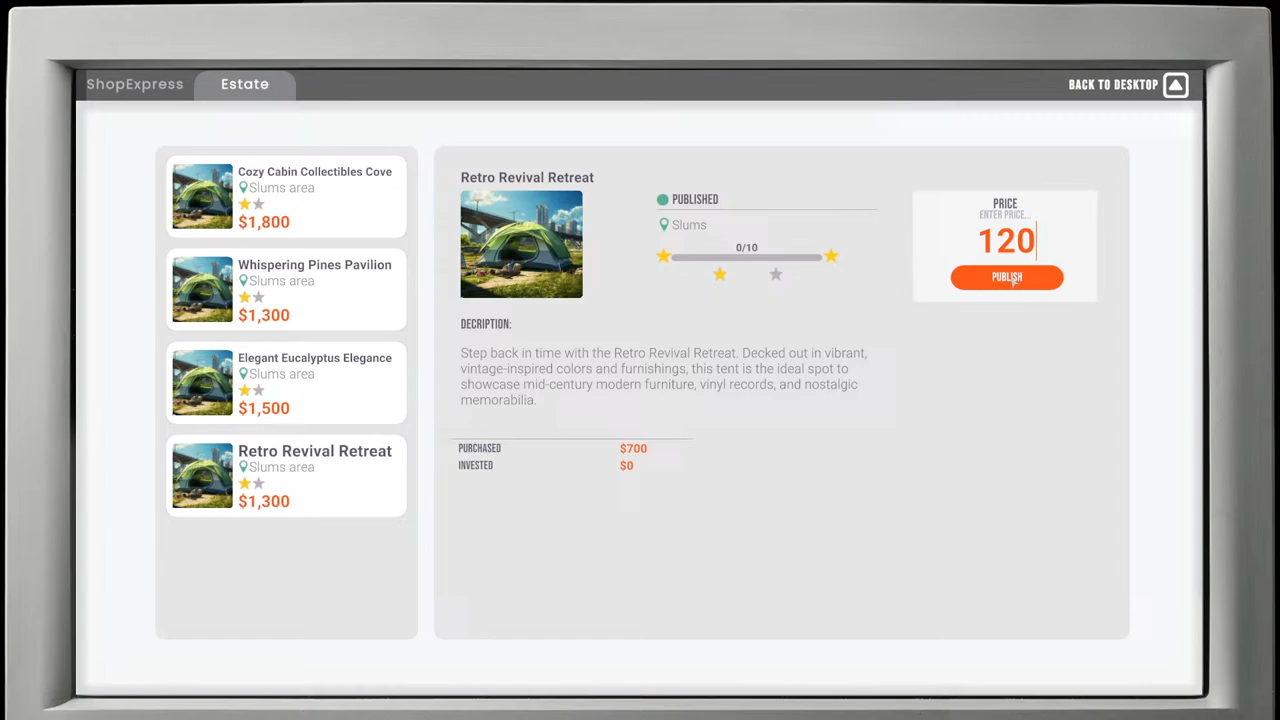 ShopExpress
Estate
BACK TO DESKTOP
Cozy Cabin Collectibles Cove
Slums area
$1,800
Whispering Pines Pavilion
Slums area
$1,300
Elegant Eucalyptus Elegance
Slums area
$1,500
Retro Revival Retreat
Slums area
$1,300
Retro Revival Retreat
PUBLISHED
Slums
0/10
PRICE
ENTER PRICE...
120
PUBLISH
DECRIPTION:
Step back in time with the Retro Revival Retreat. Decked out in vibrant,
vintage-inspired colors and furnishings, this tent is the ideal spot to
showcase mid-century modern furniture, vinyl records, and nostalgic
memorabilia.
PURCHASED $700
INVESTED $0